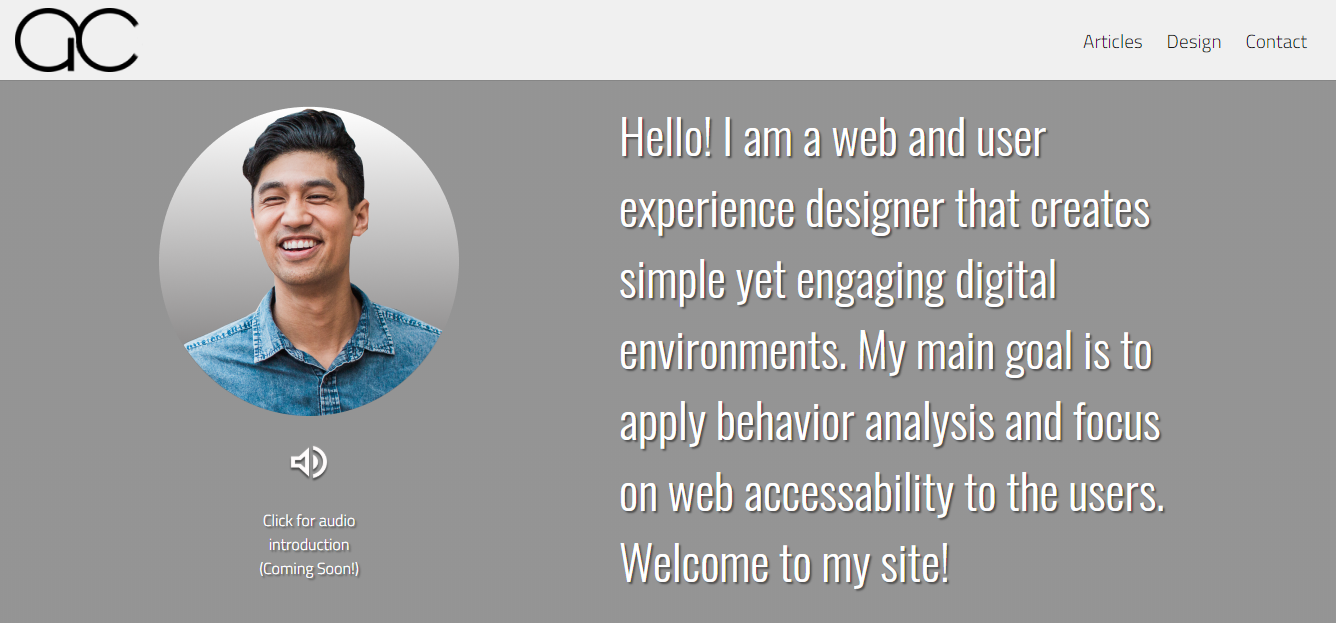 GC
Articles Design Contact
Hello! I am a web and user
experience designer that creates
simple yet engaging digital
environments. My main goal is to
apply behavior analysis and focus
on web accessability to the users.
Welcome to my site!
Click for audio
introduction
(Coming Soon!)